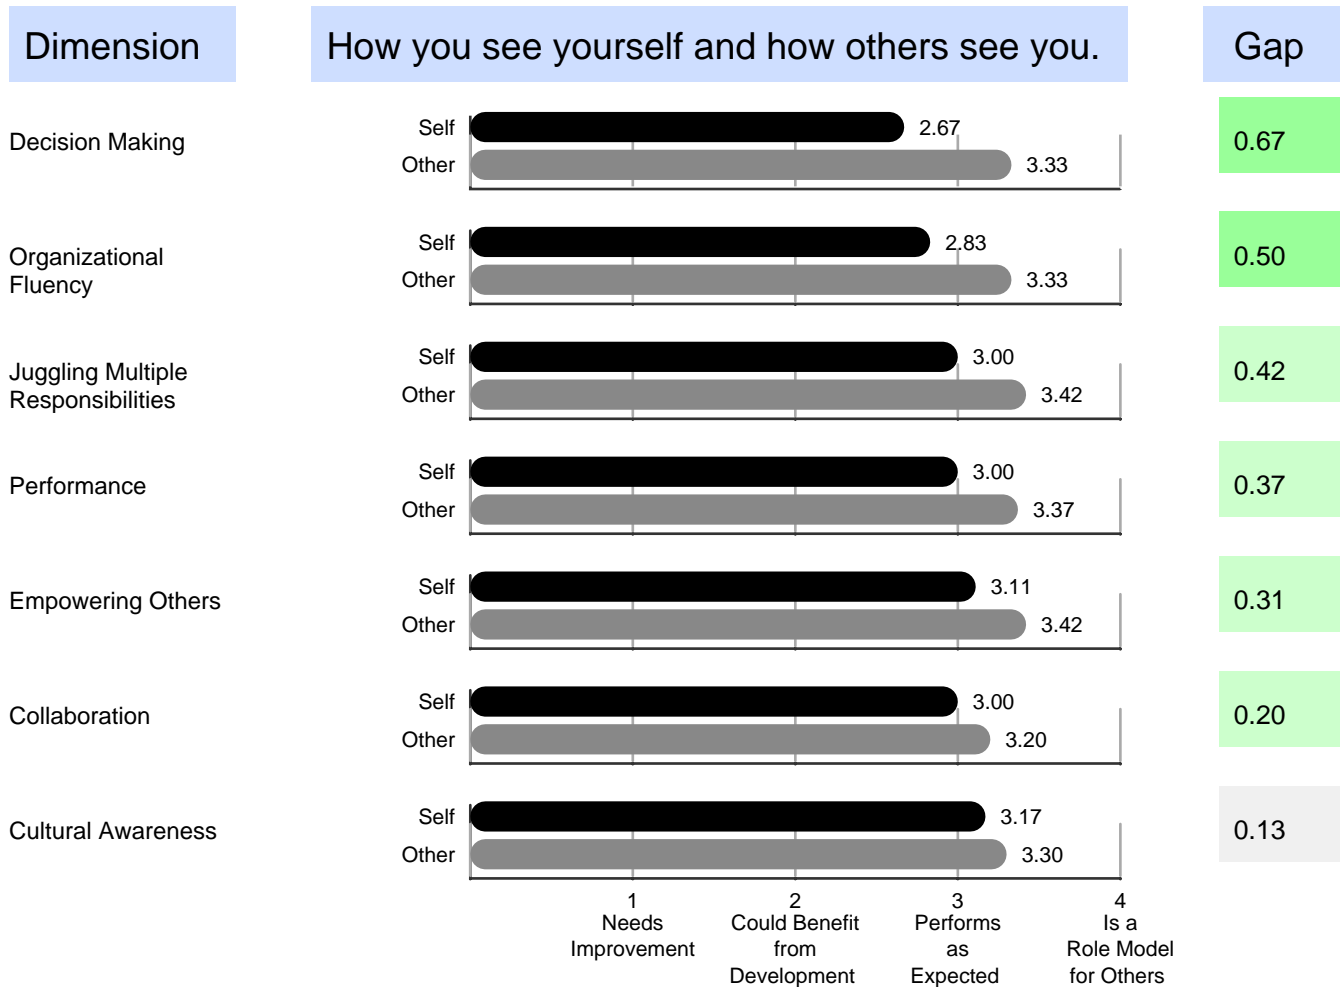 Dimension
How you see yourself and how others see you.
Gap
Decision Making
Self
2.67
Other
3.33
0.67
Organizational
Fluency
Self
2.83
Other
3.33
0.50
Juggling Multiple
Responsibilities
Self
3.00
Other
3.42
0.42
Performance
Self
3.00
Other
3.37
0.37
Empowering Others
Self
3.11
Other
3.42
0.31
Collaboration
Self
3.00
Other
3.20
0.20
Cultural Awareness
Self
3.17
Other
3.30
0.13
1
Needs
Improvement
2
Could Benefit
from
Development
3
Performs
as
Expected
4
Is a
Role Model
for Others